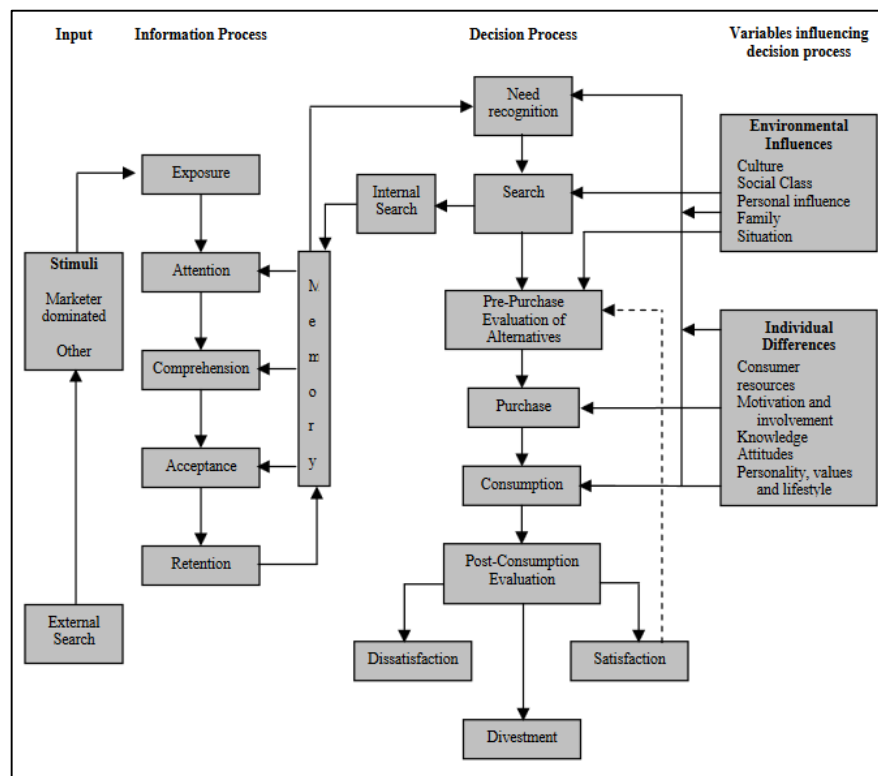 Input
Information Process
Decision Process
Variables influencing
decision process
Need
recognition
Environmental
Influences
Culture
Social Class
Personal influence
Family
Situation
Exposure
Internal
Search
Search
Stimuli
Marketer
dominated
Other
Attention
M
e
m
o
r
y
Pre-Purchase
Evaluation of
Alternatives
Individual
Differences
Consumer
resources
Motivation and
involvement
Knowledge
Attitudes
Personality, values
and lifestyle
Comprehension
Purchase
Acceptance
Consumption
Retention
Post-Consumption
Evaluation
External
Search
Dissatisfaction
Satisfaction
Divestment